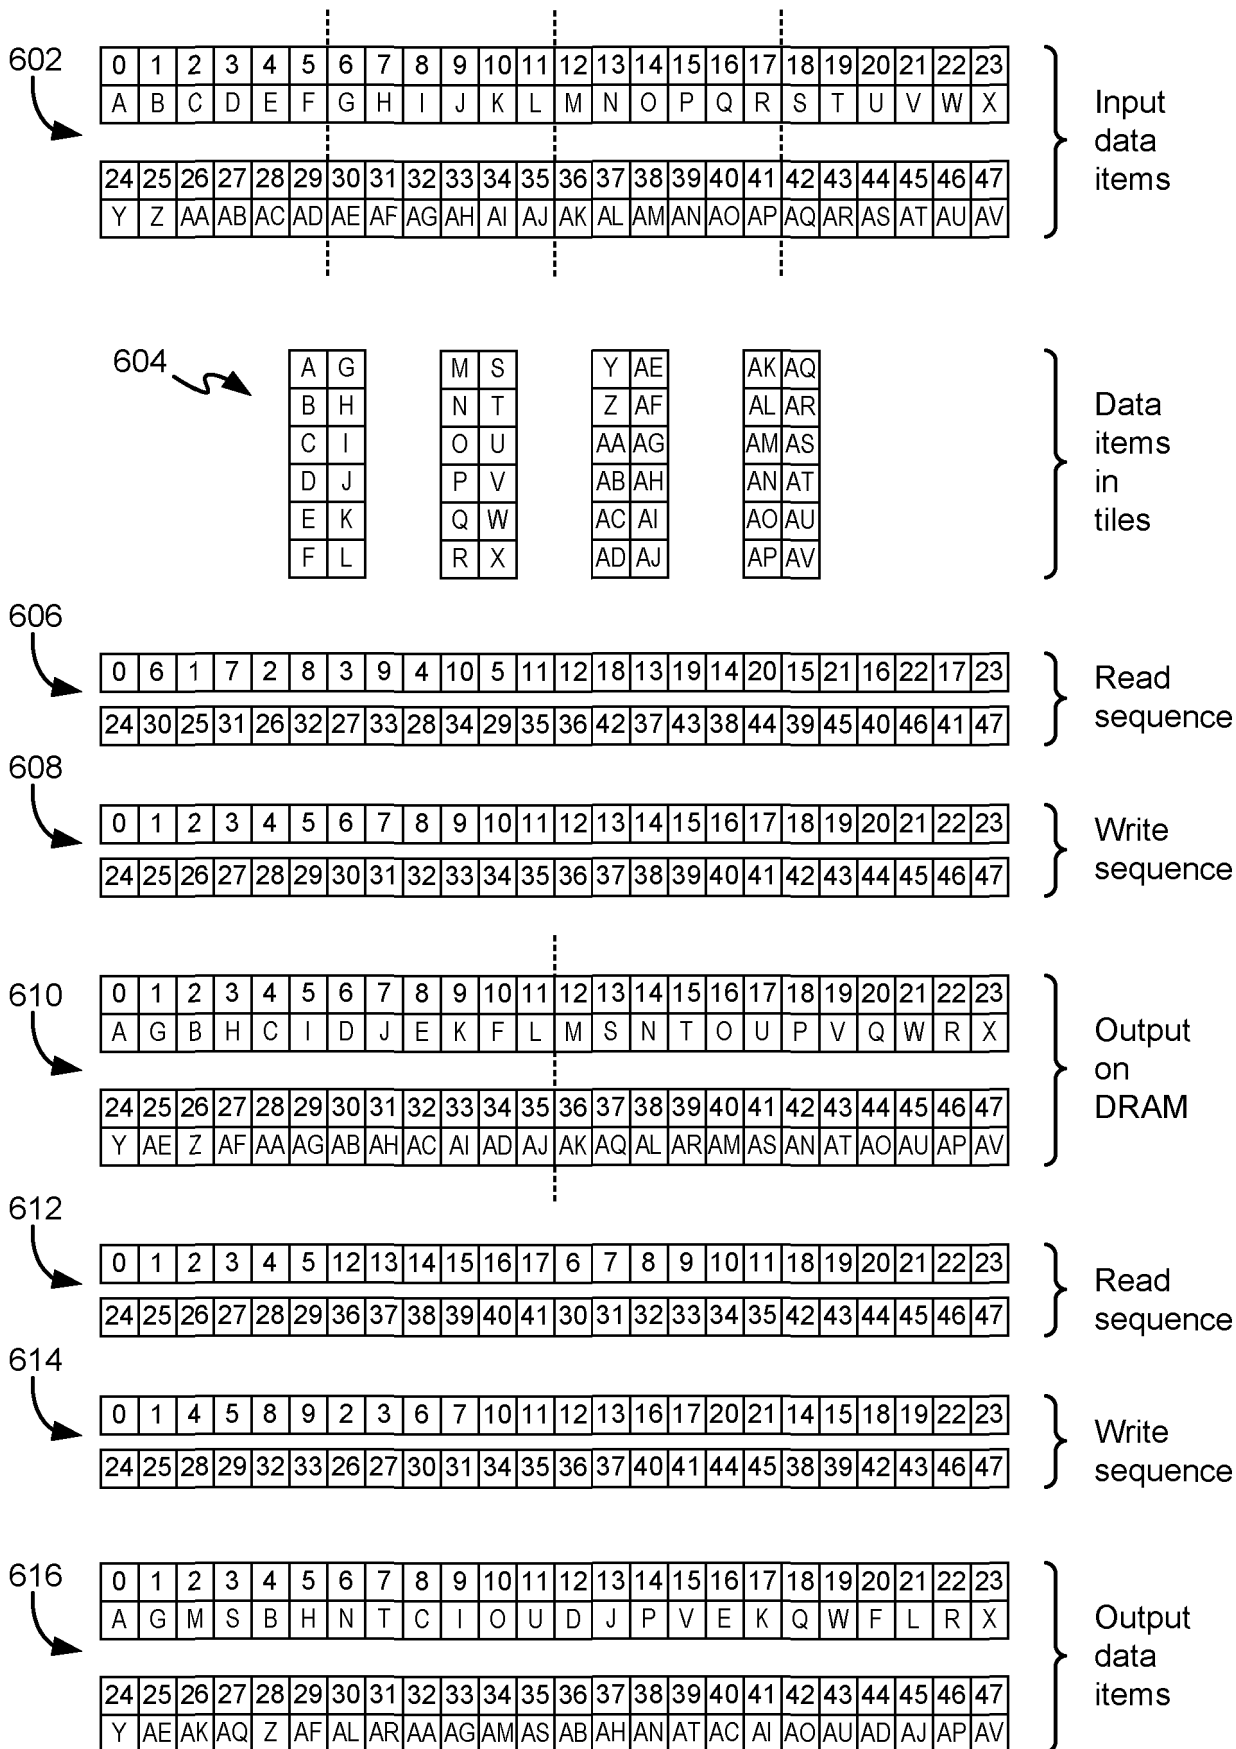 602
0 1 2 3 4 5 6 7 8 9 10 11 12 13 14 15 16 17 18 19 20 21 22 23
A B C D E F G H I J K L M N O P Q R S T U V W X
24 25 26 27 28 29 30 31 32 33 34 35 36 37 38 39 40 41 42 43 44 45 46 47
Y Z AA AB AC AD AE AF AG AH AI AJ AK AL AM AN AO AP AQ AR AS AT AU AV
Input
data
items
604
A G M S Y AE AK AQ
B H N T Z AF AL AR
C I O U AA AG AM AS
D J P V AB AH AN AT
E K Q W AC AI AO AU
F L R X AD AJ AP AV
Data
items
in
tiles
606
0 6 1 7 2 8 3 9 4 10 5 11 12 18 13 19 14 20 15 21 16 22 17 23
24 30 25 31 26 32 27 33 28 34 29 35 36 42 37 43 38 44 39 45 40 46 41 47
Read
sequence
608
0 1 2 3 4 5 6 7 8 9 10 11 12 13 14 15 16 17 18 19 20 21 22 23
24 25 26 27 28 29 30 31 32 33 34 35 36 37 38 39 40 41 42 43 44 45 46 47
Write
sequence
610
0 1 2 3 4 5 6 7 8 9 10 11 12 13 14 15 16 17 18 19 20 21 22 23
A G B H C I D J E K F L M S N T O U P V Q W R X
24 25 26 27 28 29 30 31 32 33 34 35 36 37 38 39 40 41 42 43 44 45 46 47
Y AE Z AF AA AG AB AH AC AI AD AJ AK AQ AL AR AM AS AN AT AO AU AP AV
Output
on
DRAM
612
0 1 2 3 4 5 12 13 14 15 16 17 6 7 8 9 10 11 18 19 20 21 22 23
24 25 26 27 28 29 36 37 38 39 40 41 30 31 32 33 34 35 42 43 44 45 46 47
Read
sequence
614
0 1 4 5 8 9 2 3 6 7 10 11 12 13 16 17 20 21 14 15 18 19 22 23
24 25 28 29 32 33 26 27 30 31 34 35 36 37 40 41 44 45 38 39 42 43 46 47
Write
sequence
616
0 1 2 3 4 5 6 7 8 9 10 11 12 13 14 15 16 17 18 19 20 21 22 23
A G M S B H N T C I O U D J P V E K Q W F L R X
24 25 26 27 28 29 30 31 32 33 34 35 36 37 38 39 40 41 42 43 44 45 46 47
Y AE AK AQ Z AF AL AR AA AG AM AS AB AH AN AT AC AI AO AU AD AJ AP AV
Output
data
items